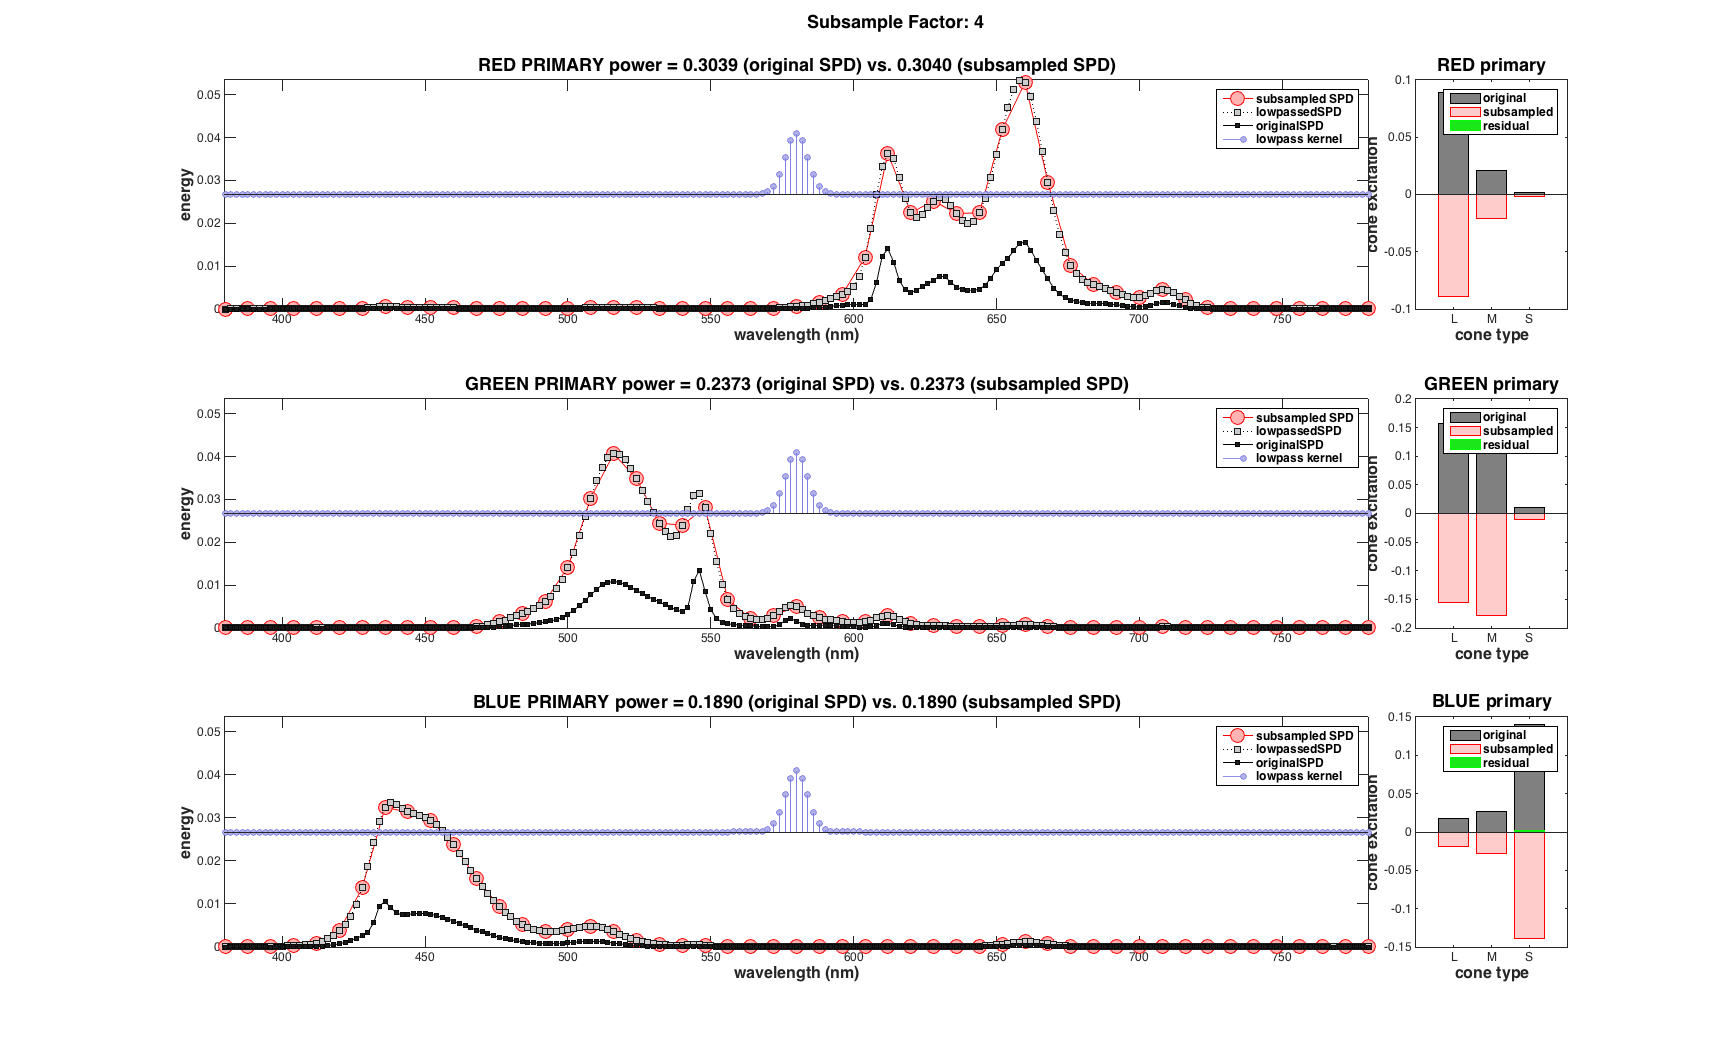 Subsample Factor: 4
RED PRIMARY power = 0.3039 (original SPD) vs. 0.3040 (subsampled SPD)
energy
0.05
0.04
0.03
0.02
0.01
0
subsampled SPD
lowpassedSPD
originalSPD
lowpass kernel
400
450
500
550
600
650
700
750
wavelength (nm)
RED primary
cone excitation
0.1
0.05
0
-0.05
-0.1
original
subsampled
residual
L
M
S
cone type
GREEN PRIMARY power = 0.2373 (original SPD) vs. 0.2373 (subsampled SPD)
energy
0.05
0.04
0.03
0.02
0.01
0
subsampled SPD
lowpassedSPD
originalSPD
lowpass kernel
400
450
500
550
600
650
700
750
wavelength (nm)
GREEN primary
cone excitation
0.2
0.15
0.1
0.05
0
-0.05
-0.1
-0.15
-0.2
original
subsampled
residual
L
M
S
cone type
BLUE PRIMARY power = 0.1890 (original SPD) vs. 0.1890 (subsampled SPD)
energy
0.05
0.04
0.03
0.02
0.01
0
subsampled SPD
lowpassedSPD
originalSPD
lowpass kernel
400
450
500
550
600
650
700
750
wavelength (nm)
BLUE primary
cone excitation
0.15
0.1
0.05
0
-0.05
-0.1
-0.15
original
subsampled
residual
L
M
S
cone type